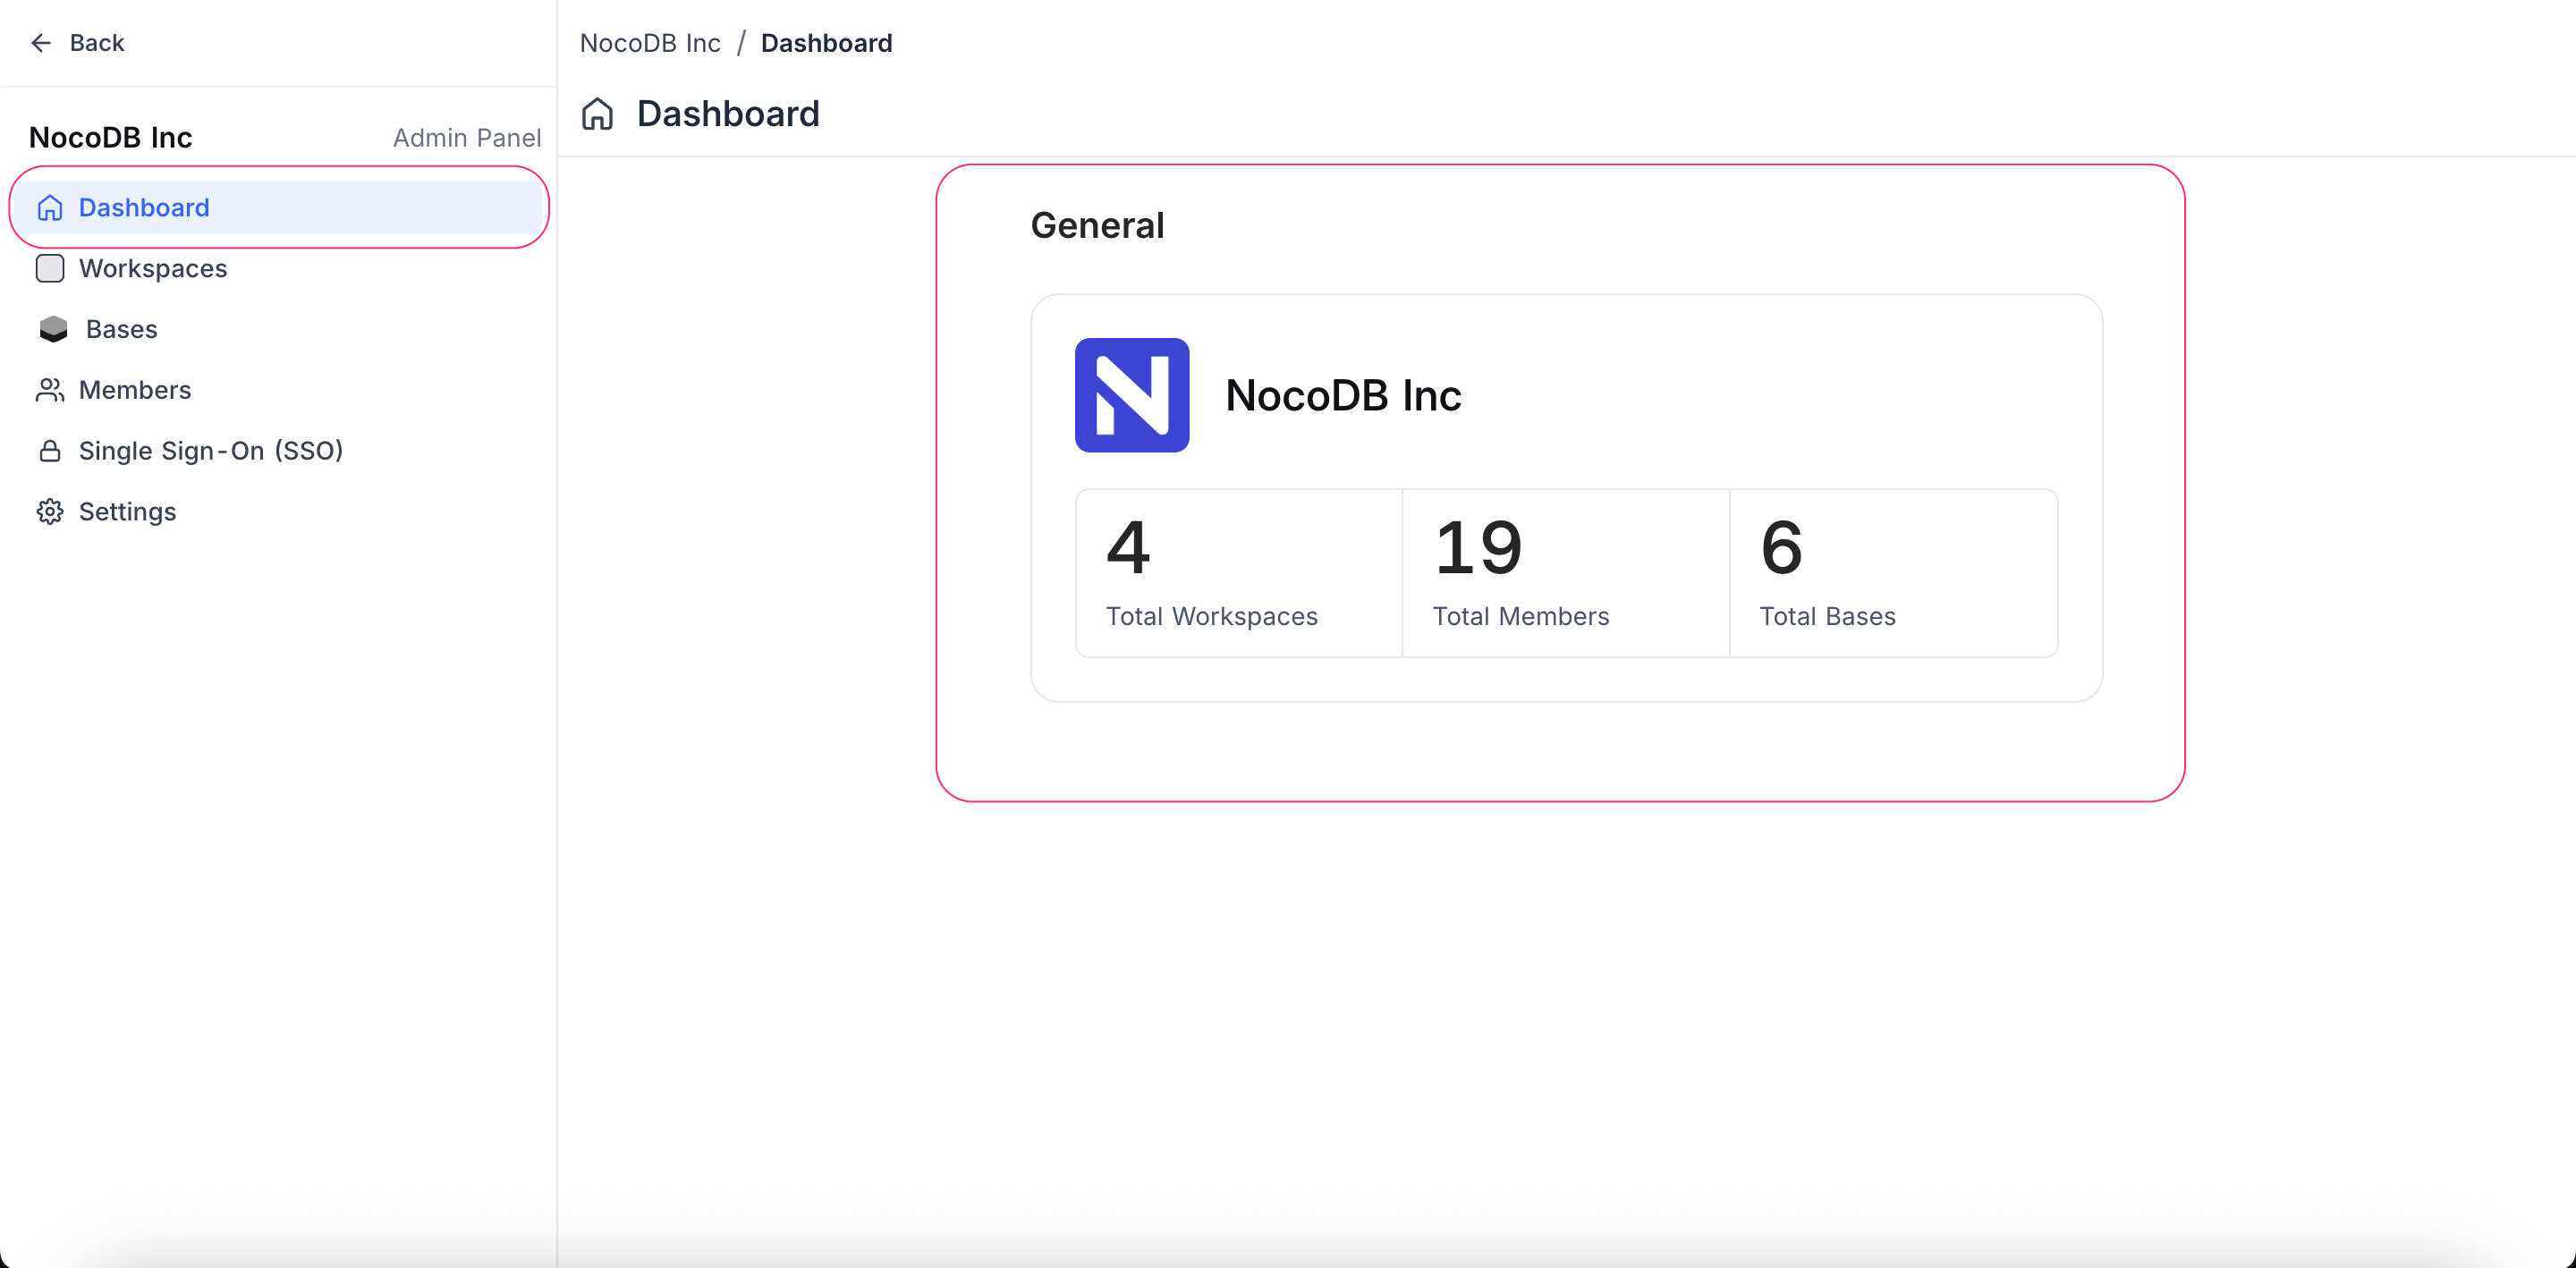 Back
NocoDB Inc Admin Panel
Dashboard
Workspaces
Bases
Members
Single Sign-On (SSO)
Settings
NocoDB Inc / Dashboard
Dashboard
General
NocoDB Inc
4
Total Workspaces
19
Total Members
6
Total Bases